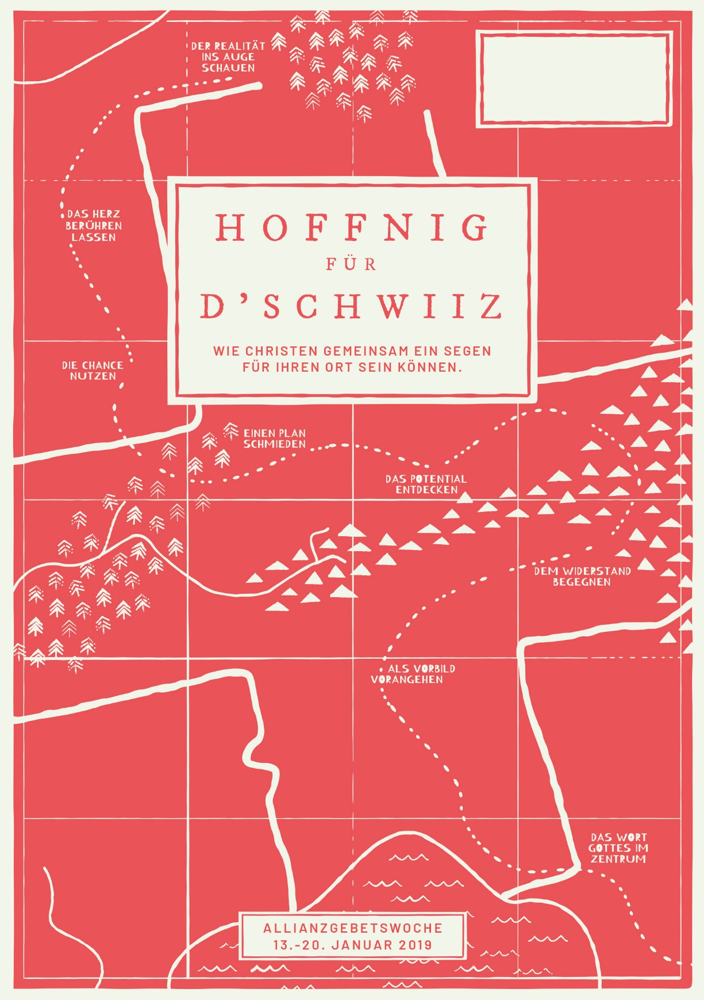 DER REALITÄT
INS AUGE
SCHAUEN
DAS HERZ
BERÜHREN
LASSEN
HOFFNIG
FÜR
D’SCHWIIZ
WIE CHRISTEN GEMEINSAM EIN SEGEN
FÜR IHREN ORT SEIN KÖNNEN.
DIE CHANCE
NUTZEN
EINEN PLAN
SCHMIEDEN
DAS POTENTIAL
ENTDECKEN
DEM WIDERSTAND
BEGEGNEN
ALS VORBILD
VORANGEHEN
DAS WORT
GOTTES IM
ZENTRUM
ALLIANZGEBETSWOCHE
13.-20. JANUAR 2019